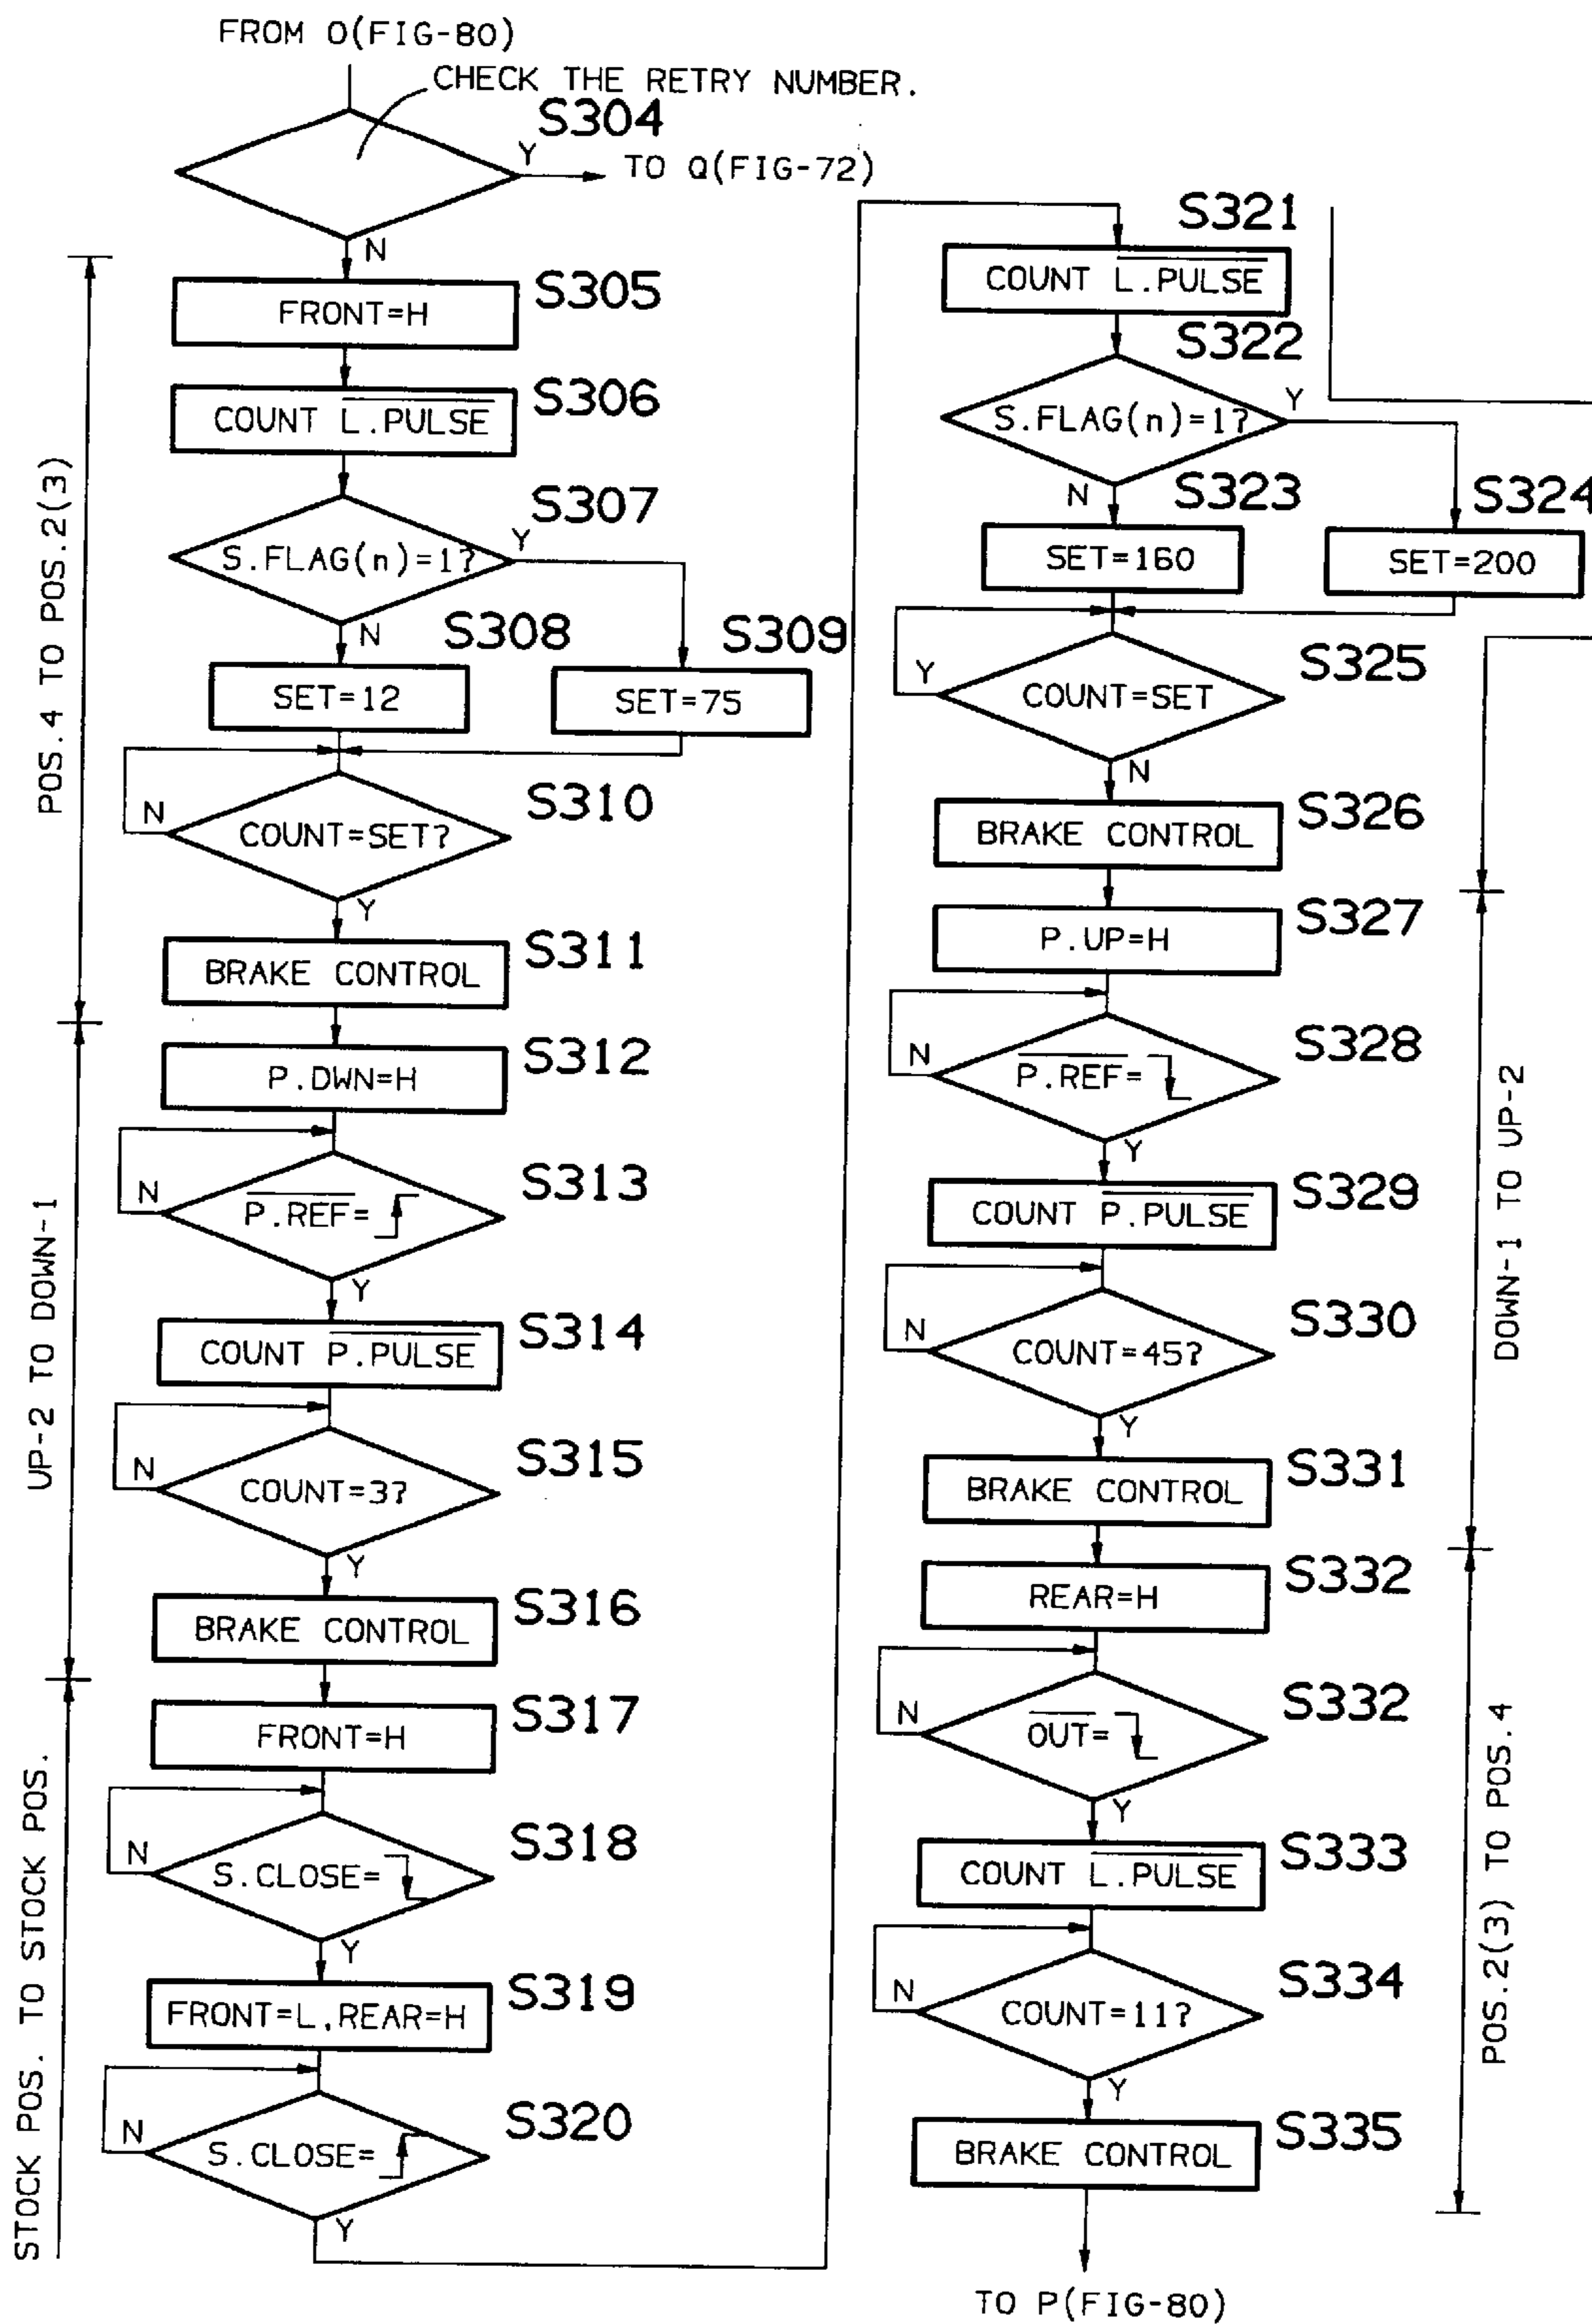 FROM O(FIG-80)
CHECK THE RETRY NUMBER.
S304
Y
TO Q(FIG-72)
N
POS.4 TO POS.2(3)
FRONT=H
S305
COUNT L.PULSE
S306
S.FLAG(n)=1?
S307
Y
N
SET=12
S308
SET=75
S309
N
COUNT=SET?
S310
Y
BRAKE CONTROL
S311
UP-2 TO DOWN-1
P.DWN=H
S312
N
P.REF=
S313
Y
COUNT P.PULSE
S314
N
COUNT=3?
S315
Y
BRAKE CONTROL
S316
STOCK POS. TO STOCK POS.
FRONT=H
S317
N
S.CLOSE=
S318
Y
FRONT=L,REAR=H
S319
N
S.CLOSE=
S320
Y
S321
COUNT L.PULSE
S322
S.FLAG(n)=1?
Y
N
S323
SET=160
S324
SET=200
Y
COUNT=SET
S325
N
BRAKE CONTROL
S326
DOWN-1 TO UP-2
P.UP=H
S327
N
P.REF=
S328
Y
COUNT P.PULSE
S329
N
COUNT=45?
S330
Y
BRAKE CONTROL
S331
POS.2(3) TO POS.4
REAR=H
S332
N
OUT=
S332
Y
COUNT L.PULSE
S333
N
COUNT=11?
S334
Y
BRAKE CONTROL
S335
TO P(FIG-80)